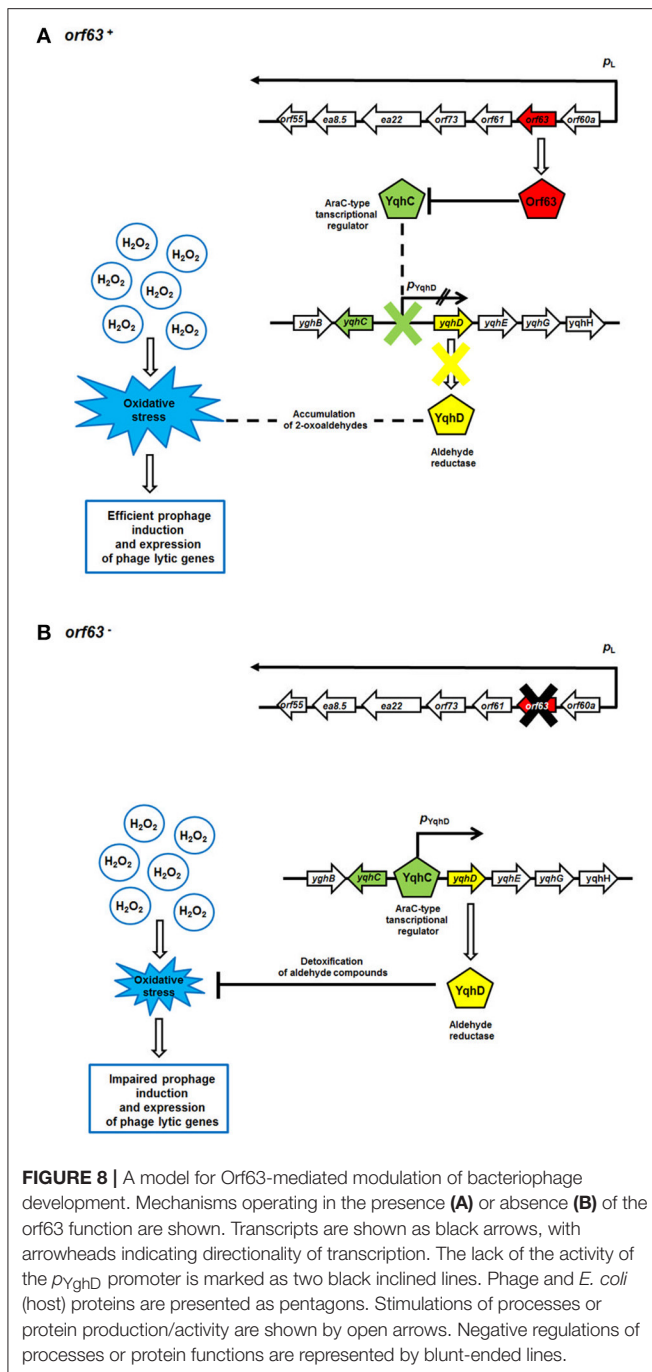 A orf63+
pL
orf55 ea8.5 ea22 orf73 orf61 orf63 orf60a
YqhC
Orf63
AraC-type
tanscriptional
regulator
H2O2
H2O2
H2O2
H2O2
H2O2
H2O2
pYqhD
yghB yqhC yqhD yqhE yqhG yqhH
Oxidative
stress
Accumulation
of 2-oxoaldehydes
YqhD
Aldehyde
reductase
Efficient prophage
induction
and expression
of phage lytic genes
B orf63-
pL
orf55 ea8.5 ea22 orf73 orf61 orf63 orf60a
H2O2
H2O2
H2O2
H2O2
H2O2
H2O2
pYqhD
yghB yqhC YqhC yqhD yqhE yqhG yqhH
AraC-type
tanscriptional
regulator
Oxidative
stress
Detoxification
of aldehyde compounds
YqhD
Aldehyde
reductase
Impaired prophage
induction
and expression
of phage lytic genes
FIGURE 8 | A model for Orf63-mediated modulation of bacteriophage
development. Mechanisms operating in the presence (A) or absence (B) of the
orf63 function are shown. Transcripts are shown as black arrows, with
arrowheads indicating directionality of transcription. The lack of the activity of
the pYghD promoter is marked as two black inclined lines. Phage and E. coli
(host) proteins are presented as pentagons. Stimulations of processes or
protein production/activity are shown by open arrows. Negative regulations of
processes or protein functions are represented by blunt-ended lines.